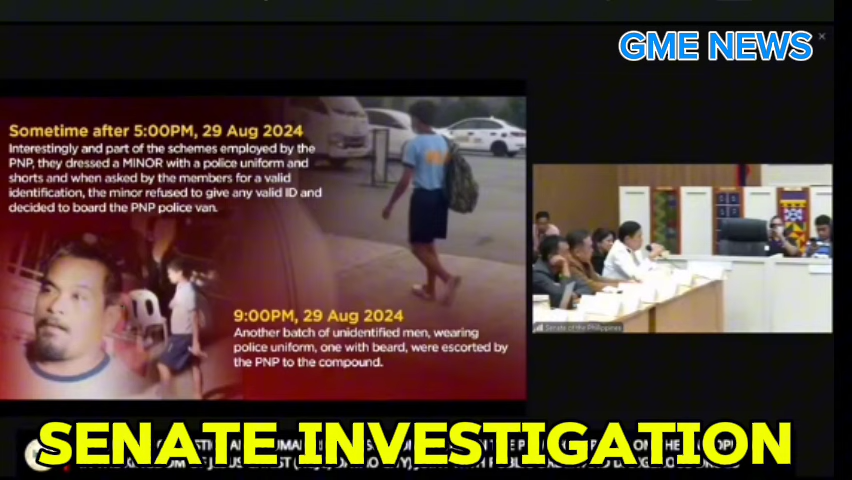 GME NEWS
Sometime after 5:00PM, 29 Aug 2024
Interestingly and part of the schemes employed by the
PNP, they dressed a MINOR with a police uniform and
shorts and when asked by the members for a valid
identification, the minor refused to give any valid ID and
decided to board the PNP police van.
9:00PM, 29 Aug 2024
Another batch of unidentified men, wearing
police uniform, one with beard, were escorted by
the PNP to the compound.
Senate of the Philippines
SENATE INVESTIGATION